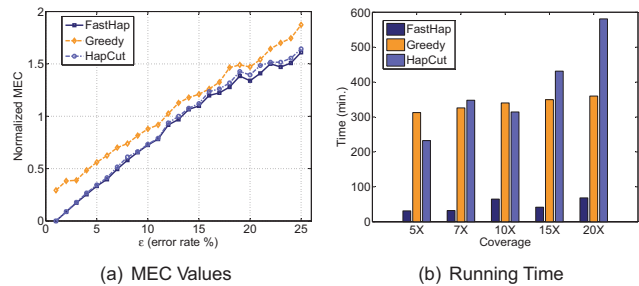 FastHap
Greedy
HapCut
Normalized MEC
2
1.5
1
0.5
0
0
5
10
15
20
25
ε (error rate %)
(a) MEC Values
FastHap
Greedy
HapCut
Time (min.)
600
500
400
300
200
100
0
5X
7X
10X
15X
20X
Coverage
(b) Running Time